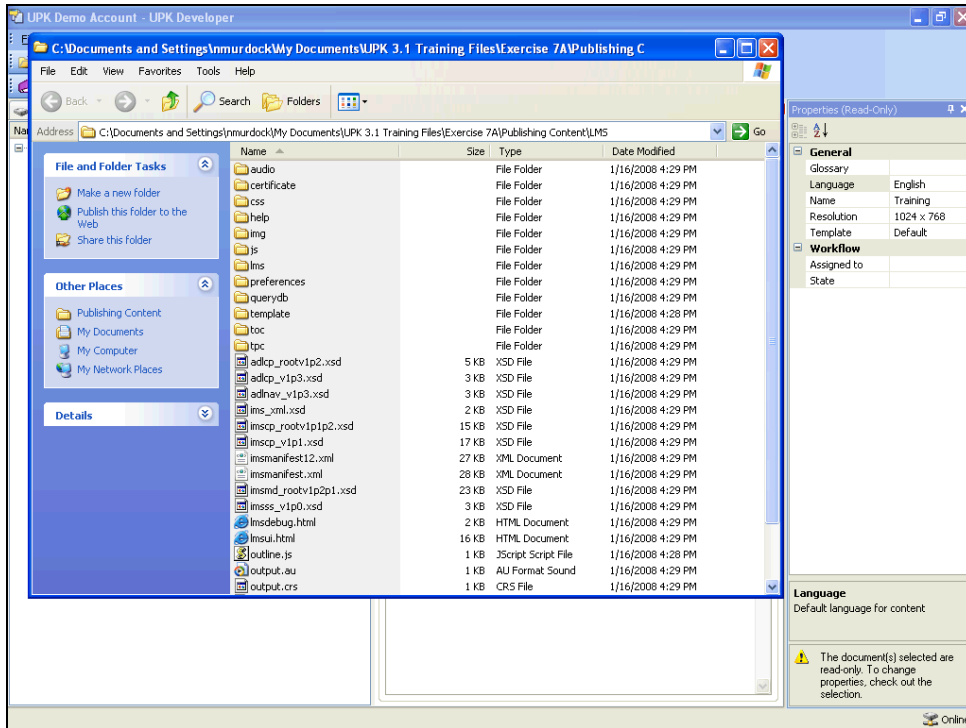 UPK Demo Account - UPK Developer
C:\Documents and Settings\nmurdock\My Documents\UPK 3.1 Training Files\Exercise 7A\Publishing C
File Edit View Favorites Tools Help
Back Search Folders
Address C:\Documents and Settings\nmurdock\My Documents\UPK 3.1 Training Files\Exercise 7A\Publishing Content\LMS Go
File and Folder Tasks
Make a new folder
Publish this folder to the
Web
Share this folder
Other Places
Publishing Content
My Documents
My Computer
My Network Places
Details
Name Size Type Date Modified
audio File Folder 1/16/2008 4:29 PM
certificate File Folder 1/16/2008 4:29 PM
css File Folder 1/16/2008 4:29 PM
help File Folder 1/16/2008 4:29 PM
img File Folder 1/16/2008 4:29 PM
js File Folder 1/16/2008 4:29 PM
lms File Folder 1/16/2008 4:29 PM
preferences File Folder 1/16/2008 4:29 PM
querydb File Folder 1/16/2008 4:29 PM
template File Folder 1/16/2008 4:28 PM
toc File Folder 1/16/2008 4:29 PM
tpc File Folder 1/16/2008 4:29 PM
adlcp_rootv1p2.xsd 5 KB XSD File 1/16/2008 4:29 PM
adlcp_v1p3.xsd 3 KB XSD File 1/16/2008 4:29 PM
adlnav_v1p3.xsd 3 KB XSD File 1/16/2008 4:29 PM
ims_xml.xsd 2 KB XSD File 1/16/2008 4:29 PM
imscp_rootv1p1p2.xsd 15 KB XSD File 1/16/2008 4:29 PM
imscp_v1p1.xsd 17 KB XSD File 1/16/2008 4:29 PM
imsmanifest12.xml 27 KB XML Document 1/16/2008 4:29 PM
imsmanifest.xml 28 KB XML Document 1/16/2008 4:29 PM
imsmd_rootv1p2p1.xsd 23 KB XSD File 1/16/2008 4:29 PM
imsss_v1p0.xsd 3 KB XSD File 1/16/2008 4:29 PM
lmsdebug.html 2 KB HTML Document 1/16/2008 4:29 PM
lmsui.html 16 KB HTML Document 1/16/2008 4:29 PM
outline.js 1 KB JScript Script File 1/16/2008 4:28 PM
output.au 1 KB AU Format Sound 1/16/2008 4:29 PM
output.crs 1 KB CRS File 1/16/2008 4:29 PM
Properties (Read-Only)
General
Glossary
Language English
Name Training
Resolution 1024 x 768
Template Default
Workflow
Assigned to
State
Language
Default language for content
The document(s) selected are
read-only. To change
properties, check out the
selection.
Online